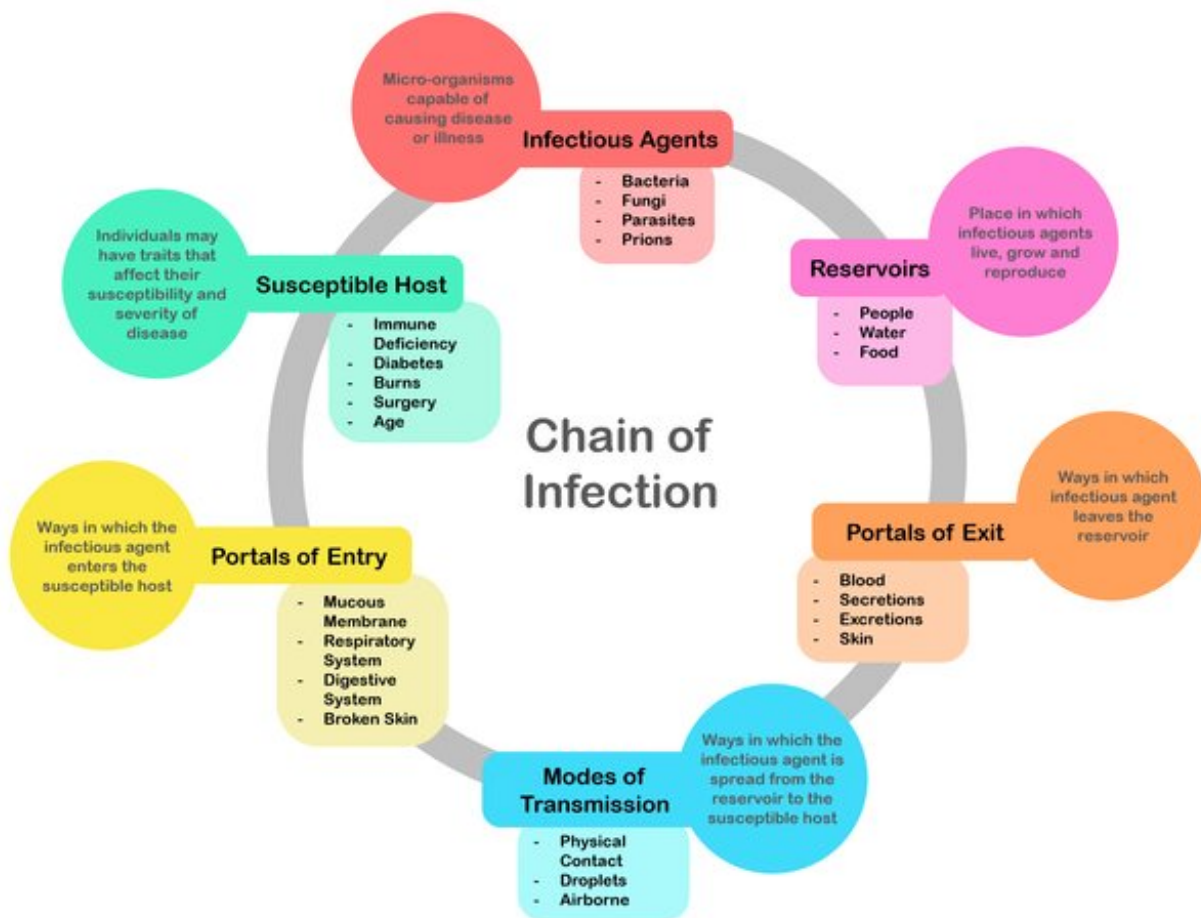 Chain of
Infection
Micro-organisms
capable of
causing disease
or illness
Infectious Agents
- Bacteria
- Fungi
- Parasites
- Prions
Place in which
infectious agents
live, grow and
reproduce
Reservoirs
- People
- Water
- Food
Ways in which
infectious agent
leaves the
reservoir
Portals of Exit
- Blood
- Secretions
- Excretions
- Skin
Ways in which the
infectious agent is
spread from the
reservoir to the
susceptible host
Modes of
Transmission
- Physical
Contact
- Droplets
- Airborne
Ways in which the
infectious agent
enters the
susceptible host
Portals of Entry
- Mucous
Membrane
- Respiratory
System
- Digestive
System
- Broken Skin
Individuals may
have traits that
affect their
susceptibility and
severity of
disease
Susceptible Host
- Immune
Deficiency
- Diabetes
- Burns
- Surgery
- Age